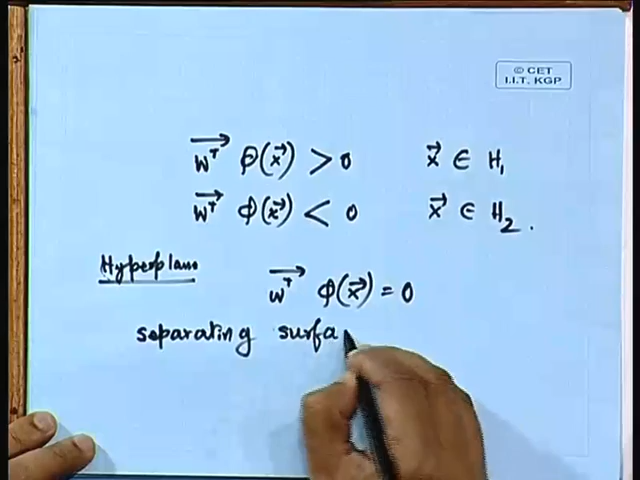 © CET
I.I.T. KGP
w^T φ(x⃗) > 0 x⃗ ∈ H₁
w^T φ(x⃗) < 0 x⃗ ∈ H₂.
Hyperplane w^T φ(x⃗) = 0
separating surfa